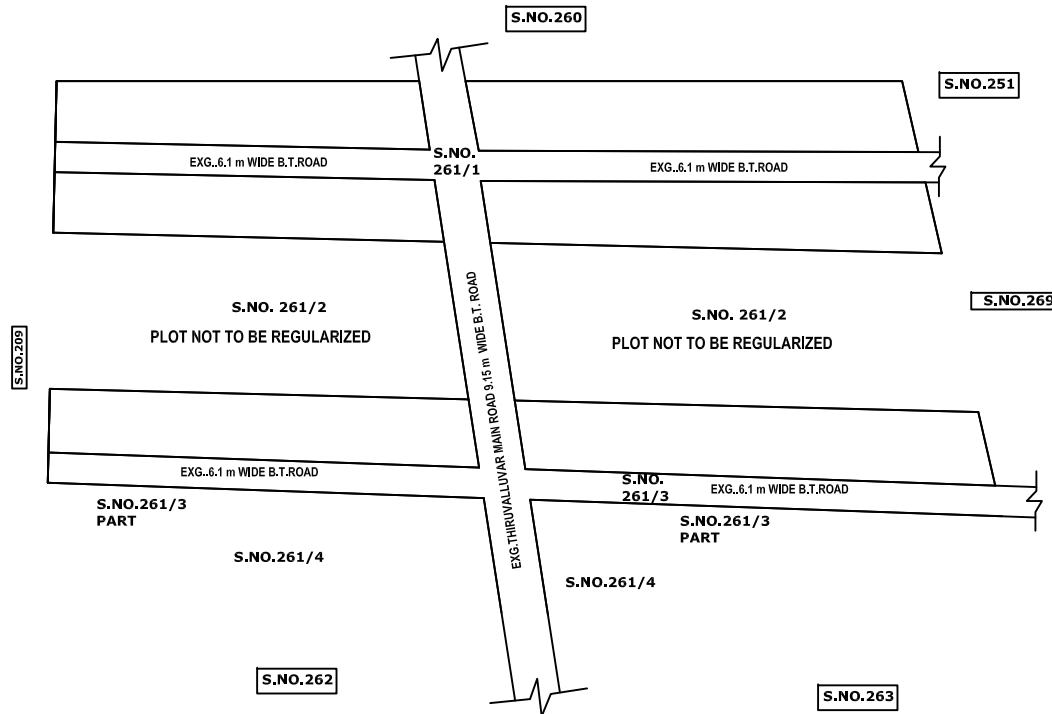 S.NO.260
S.NO.251
S.NO.
261/1
EXG..6.1 m WIDE B.T.ROAD
EXG..6.1 m WIDE B.T.ROAD
S.NO. 261/2
PLOT NOT TO BE REGULARIZED
S.NO. 261/2
PLOT NOT TO BE REGULARIZED
S.NO.269
S.NO.209
EXG.THIRUVALLUVAR MAIN ROAD 9.15 m WIDE B.T. ROAD
EXG..6.1 m WIDE B.T.ROAD
S.NO.
261/3
EXG..6.1 m WIDE B.T.ROAD
S.NO.261/3
PART
S.NO.261/3
PART
S.NO.261/4
S.NO.261/4
S.NO.262
S.NO.263